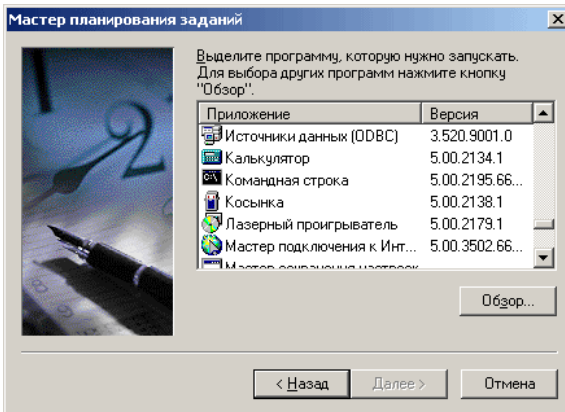 Мастер планирования заданий
Выделите программу, которую нужно запускать.
Для выбора других программ нажмите кнопку
"Обзор".
Приложение Версия
Источники данных (ODBC) 3.520.9001.0
Калькулятор 5.00.2134.1
Командная строка 5.00.2195.66...
Косынка 5.00.2138.1
Лазерный проигрыватель 5.00.2179.1
Мастер подключения к Инт... 5.00.3502.66...
Мастер сохранения настроек
Обзор...
< Назад Далее > Отмена